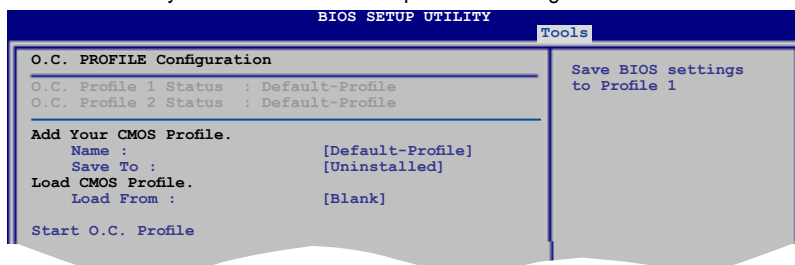 BIOS SETUP UTILITY
Tools
O.C. PROFILE Configuration
O.C. Profile 1 Status : Default-Profile
O.C. Profile 2 Status : Default-Profile
Add Your CMOS Profile.
Name : [Default-Profile]
Save To : [Uninstalled]
Load CMOS Profile.
Load From : [Blank]
Start O.C. Profile
Save BIOS settings
to Profile 1